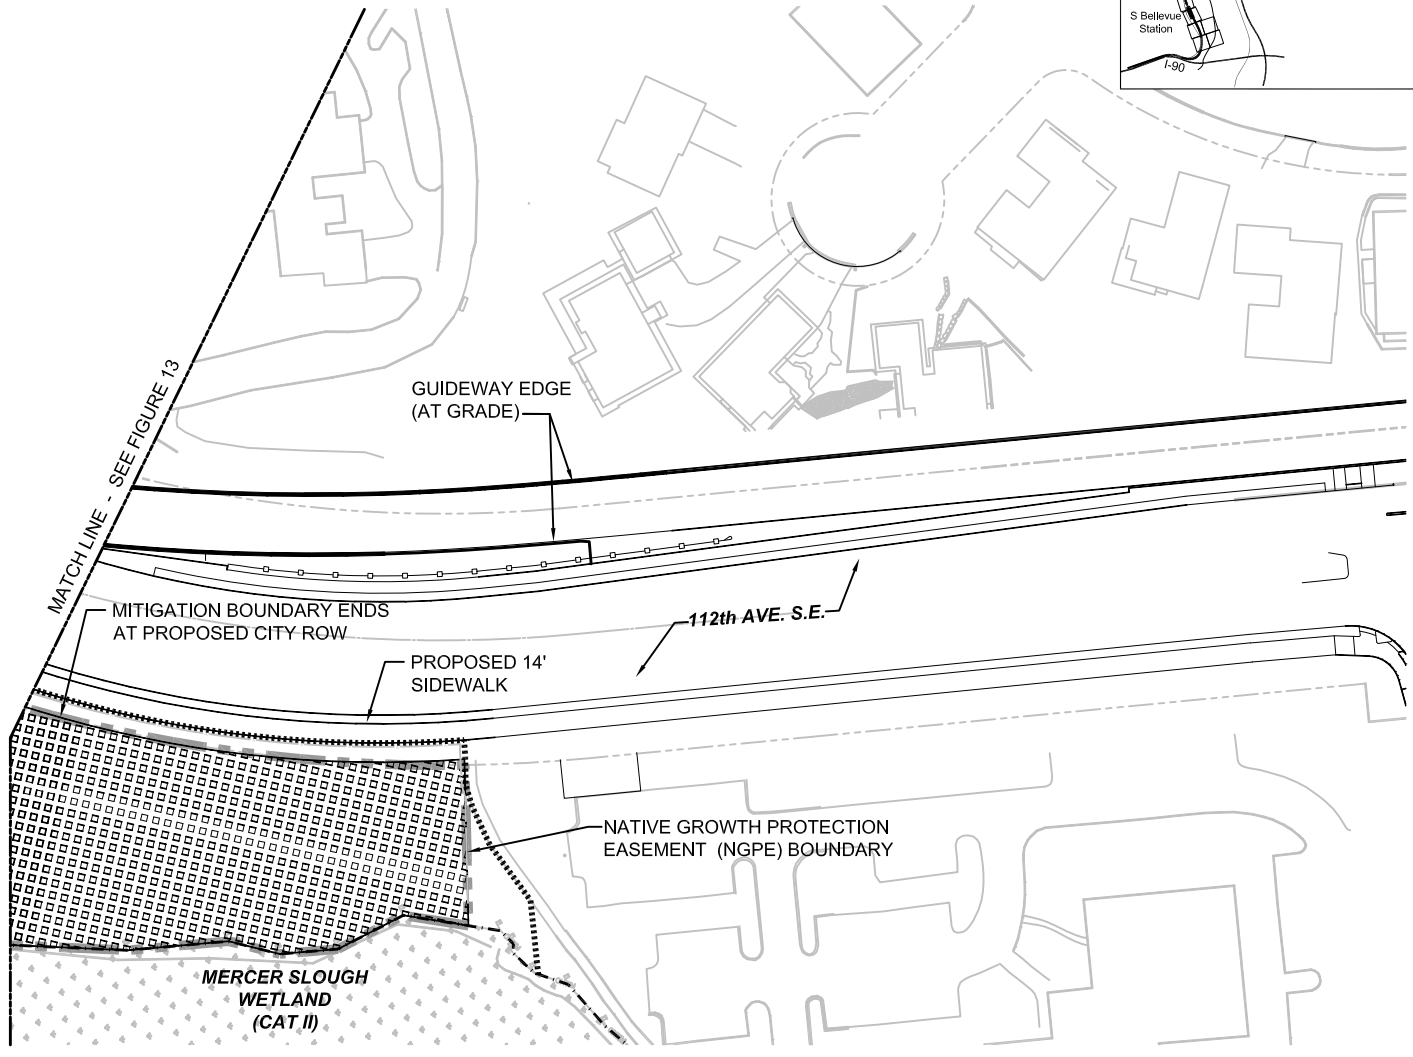 S Bellevue
Station
I-90
MATCH LINE - SEE FIGURE 13
GUIDEWAY EDGE
(AT GRADE)
MITIGATION BOUNDARY ENDS
AT PROPOSED CITY ROW
112th AVE. S.E.
PROPOSED 14'
SIDEWALK
NATIVE GROWTH PROTECTION
EASEMENT (NGPE) BOUNDARY
MERCER SLOUGH
WETLAND
(CAT II)